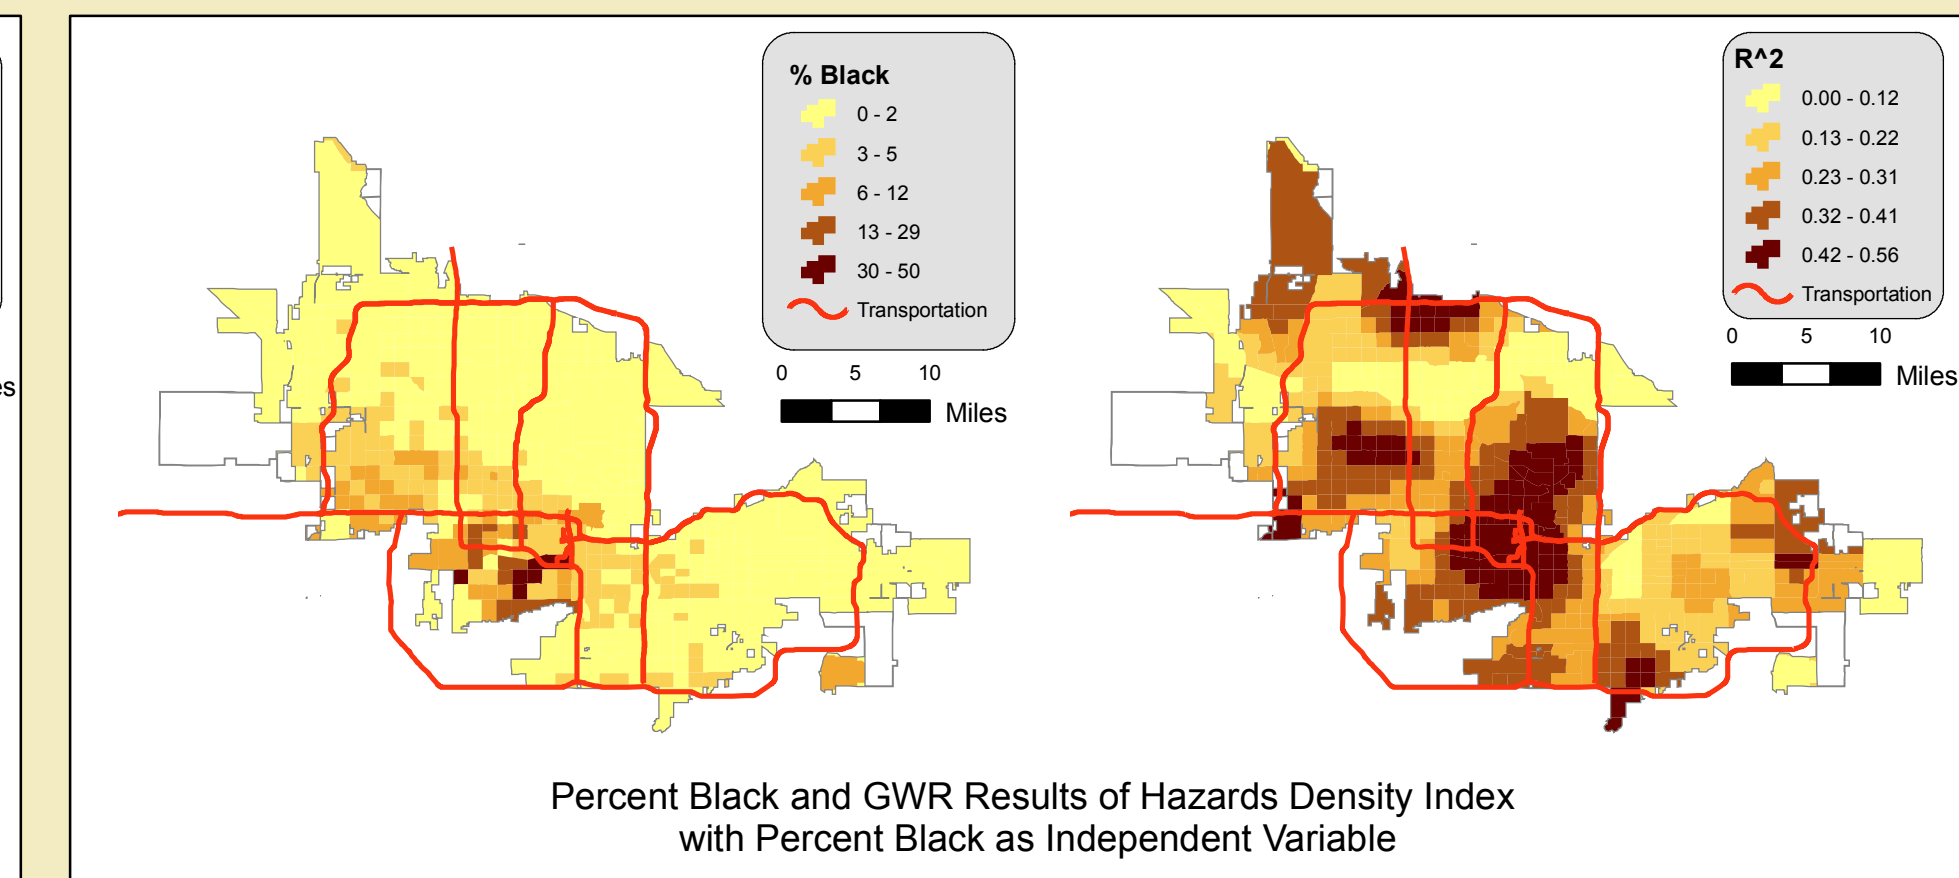 es
% Black
0 - 2
3 - 5
6 - 12
13 - 29
30 - 50
Transportation
0 5 10
Miles
R^2
0.00 - 0.12
0.13 - 0.22
0.23 - 0.31
0.32 - 0.41
0.42 - 0.56
Transportation
0 5 10
Miles
Percent Black and GWR Results of Hazards Density Index
with Percent Black as Independent Variable